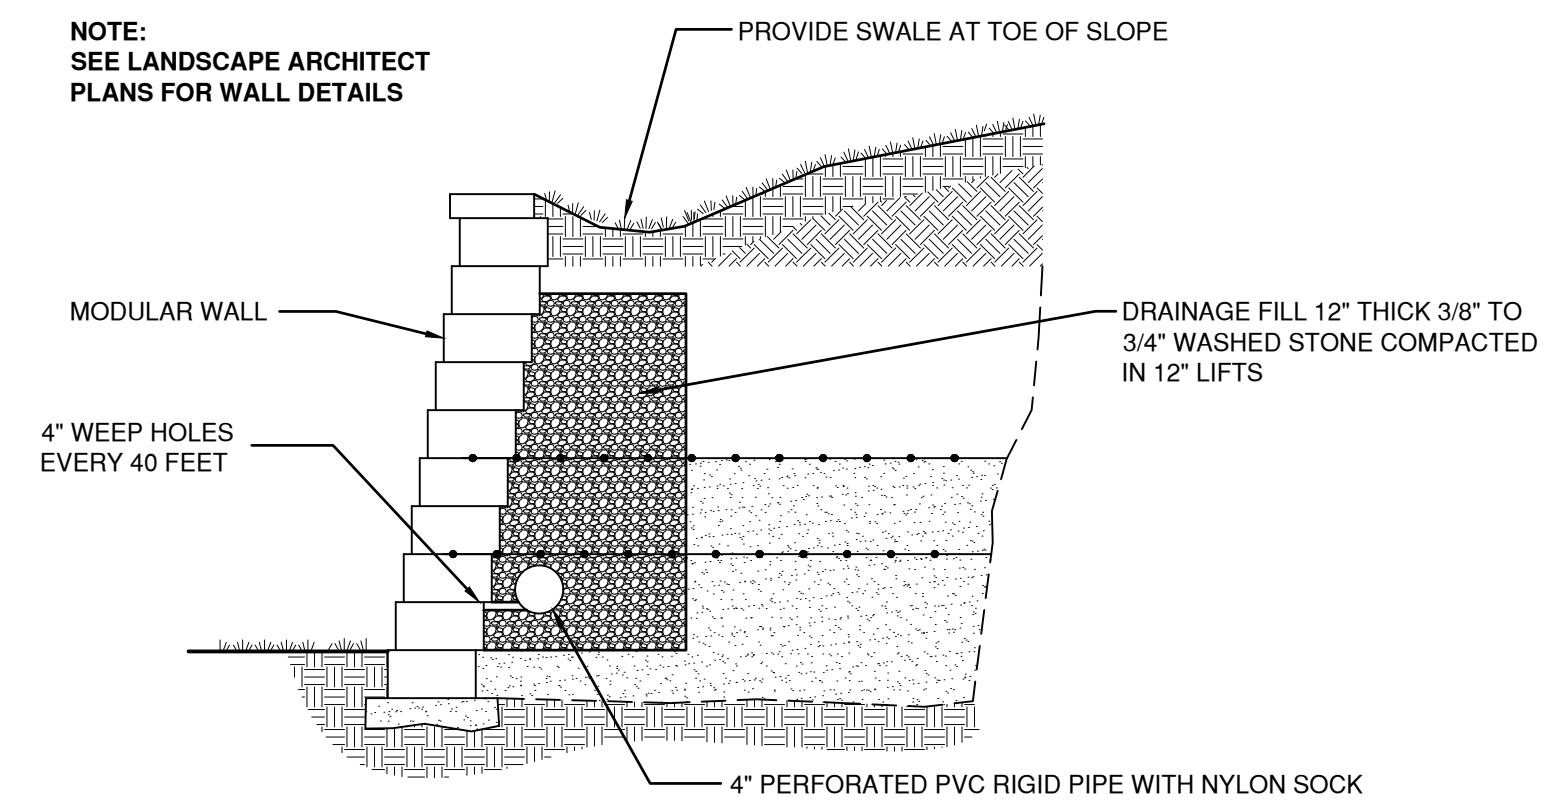 NOTE:
SEE LANDSCAPE ARCHITECT
PLANS FOR WALL DETAILS
PROVIDE SWALE AT TOE OF SLOPE
MODULAR WALL
DRAINAGE FILL 12" THICK 3/8" TO
3/4" WASHED STONE COMPACTED
IN 12" LIFTS
4" WEEP HOLES
EVERY 40 FEET
4" PERFORATED PVC RIGID PIPE WITH NYLON SOCK